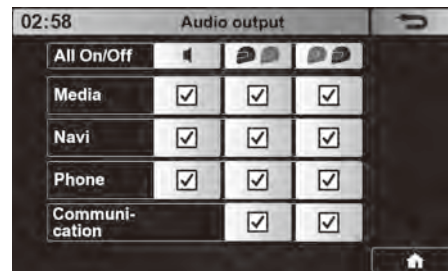 02:58 Audio output
All On/Off
Media
Navi
Phone
Communi-
cation